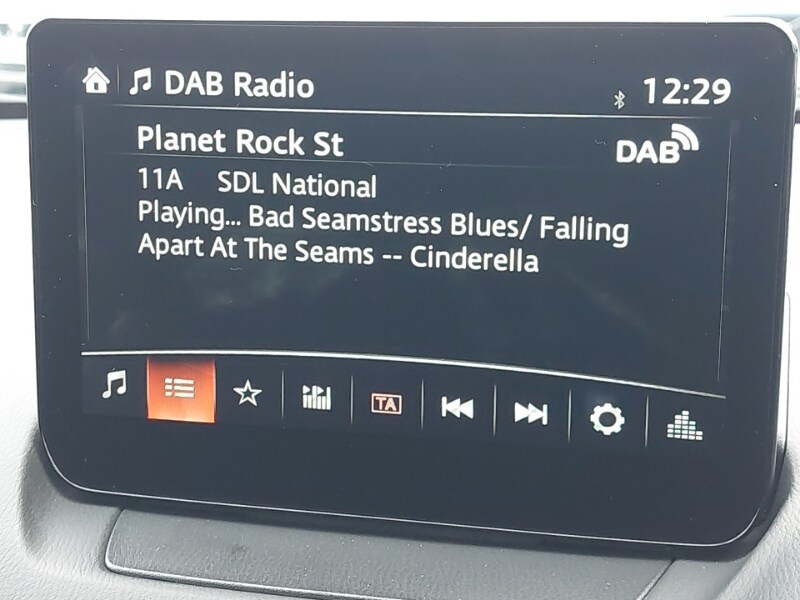 DAB Radio 12:29
Planet Rock St DAB
11A SDL National
Playing... Bad Seamstress Blues/ Falling
Apart At The Seams -- Cinderella
TA